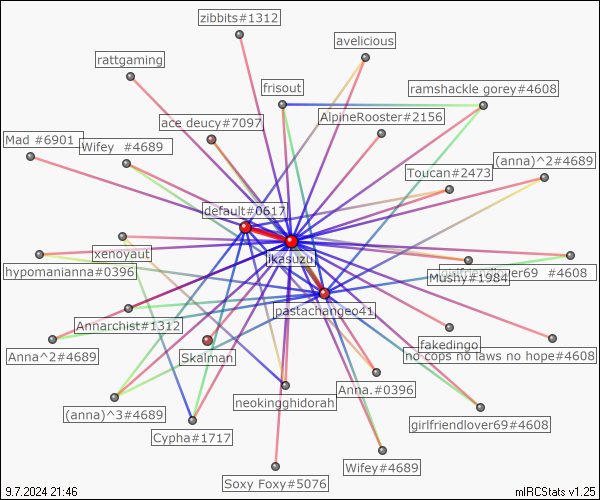 zibbits#1312
avelicious
rattgaming
frisout
ramshackle gorey#4608
AlpineRooster#2156
ace deucy#7097
Mad #6901
Wifey #4689
(anna)^2#4689
Toucan#2473
default#0617
xenoyaut
ikasuzu
hypomanianna#0396
girlfriendlover69 #4608
Mushy#1984
pastachangeo41
Annarchist#1312
fakedingo
Anna^2#4689
Skalman
no cops no laws no hope#4608
Anna.#0396
neokingghidorah
(anna)^3#4689
girlfriendlover69#4608
Cypha#1717
Wifey#4689
Soxy Foxy#5076
9.7.2024 21:46
mIRCStats v1.25